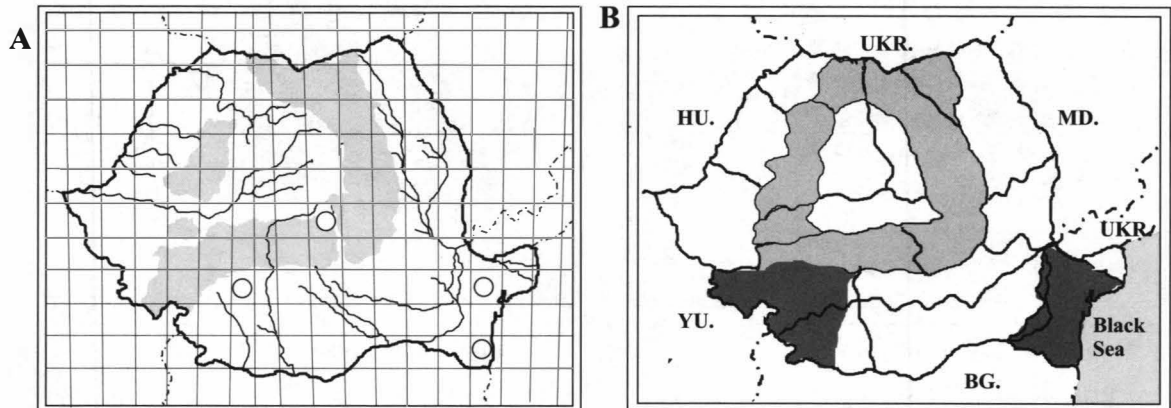 A
B
UKR.
HU.
MD.
UKR.
YU.
Black
Sea
BG.